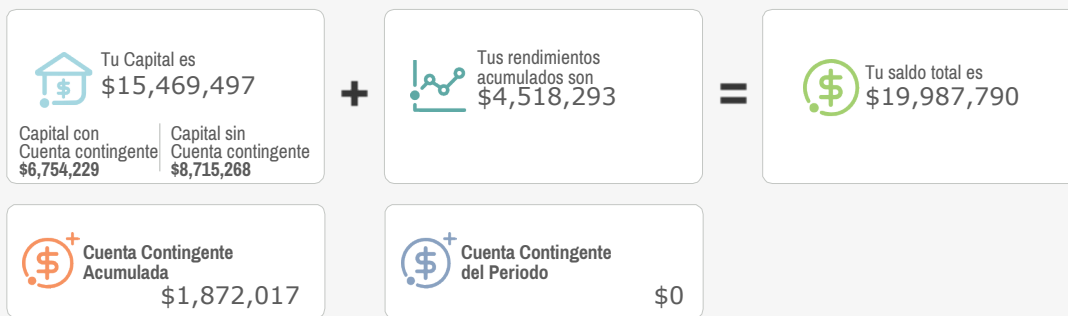 Tu Capital es
$15,469,497
Capital con
Cuenta contingente
$6,754,229
Capital sin
Cuenta contingente
$8,715,268
+
Tus rendimientos
acumulados son
$4,518,293
=
Tu saldo total es
$19,987,790
Cuenta Contingente
Acumulada
$1,872,017
Cuenta Contingente
del Periodo
$0